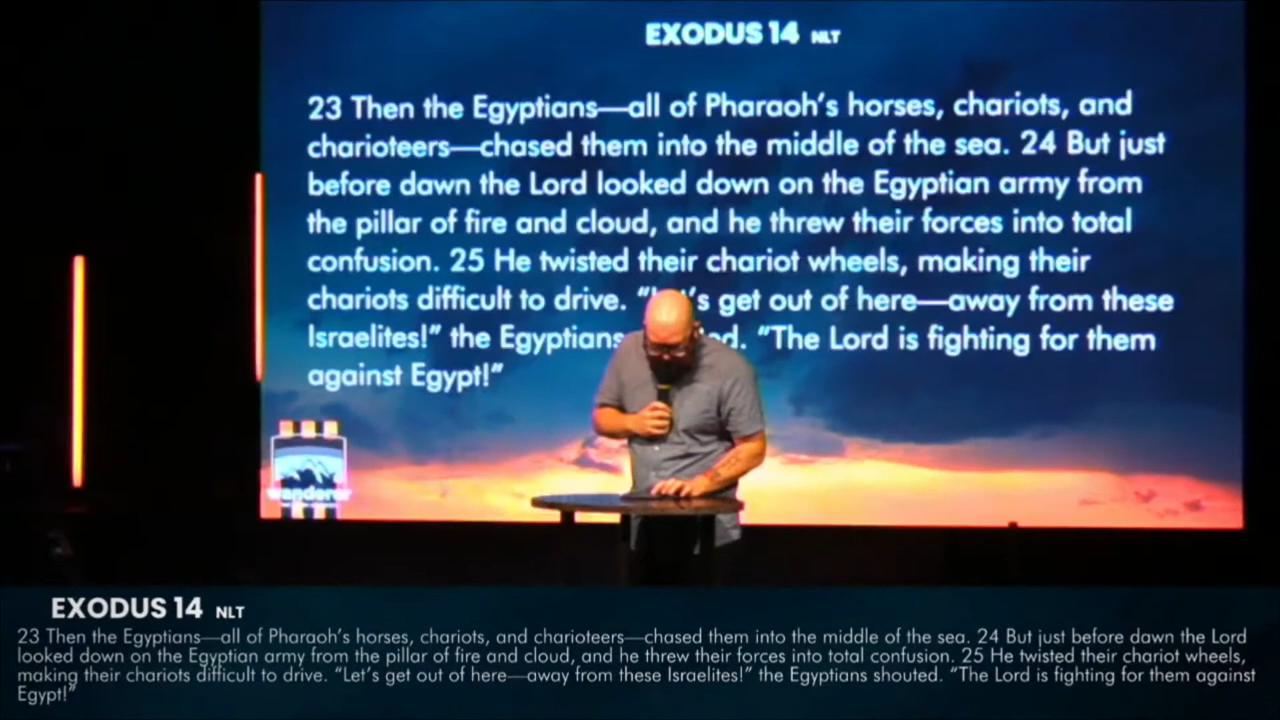 EXODUS 14 NLT
23 Then the Egyptians—all of Pharaoh's horses, chariots, and
charioteers—chased them into the middle of the sea. 24 But just
before dawn the Lord looked down on the Egyptian army from
the pillar of fire and cloud, and he threw their forces into total
confusion. 25 He twisted their chariot wheels, making their
chariots difficult to drive. “Let's get out of here—away from these
Israelites!” the Egyptians shouted. “The Lord is fighting for them
against Egypt!”
wanderer
EXODUS 14 NLT
23 Then the Egyptians—all of Pharaoh's horses, chariots, and charioteers—chased them into the middle of the sea. 24 But just before dawn the Lord
looked down on the Egyptian army from the pillar of fire and cloud, and he threw their forces into total confusion. 25 He twisted their chariot wheels,
making their chariots difficult to drive. “Let's get out of here—away from these Israelites!” the Egyptians shouted. “The Lord is fighting for them against
Egypt!”